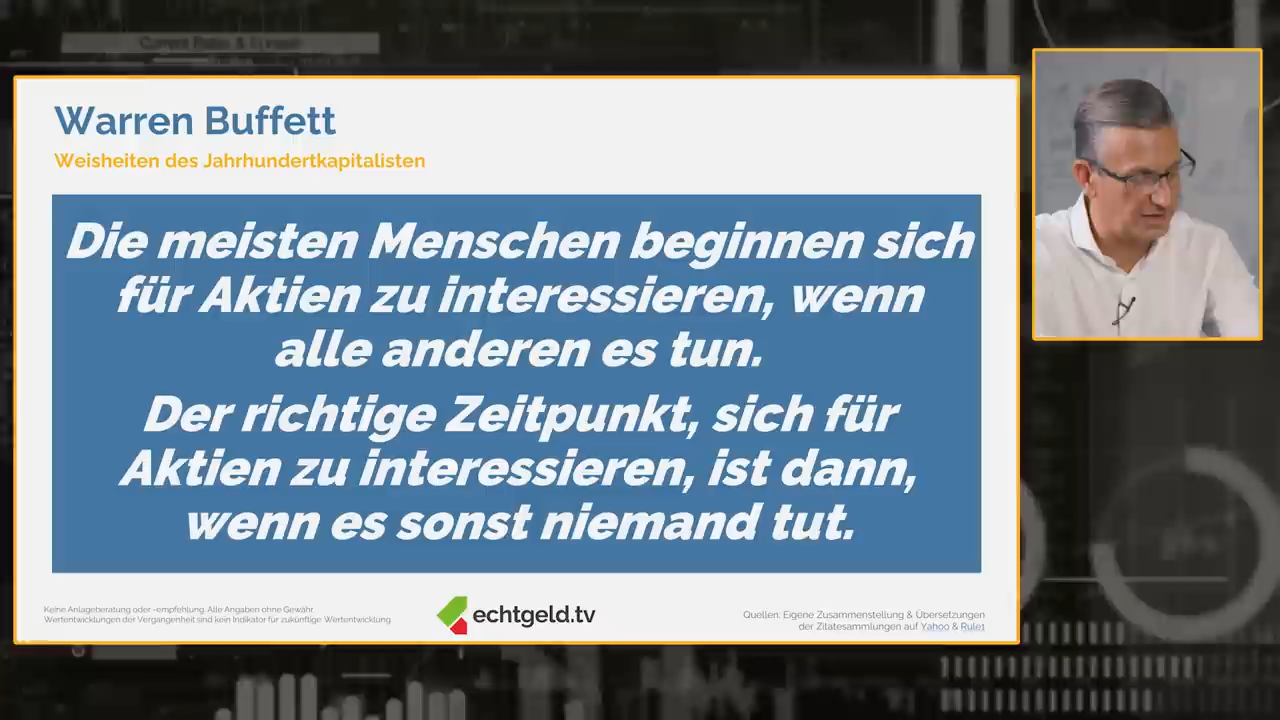 Warren Buffett
Weisheiten des Jahrhundertkapitalisten
Die meisten Menschen beginnen sich
für Aktien zu interessieren, wenn
alle anderen es tun.
Der richtige Zeitpunkt, sich für
Aktien zu interessieren, ist dann,
wenn es sonst niemand tut.
Keine Anlageberatung oder -empfehlung. Alle Angaben ohne Gewähr.
Wertentwicklungen der Vergangenheit sind kein Indikator für zukünftige Wertentwicklung.
echtgeld.tv
Quellen: Eigene Zusammenstellung & Übersetzungen
der Zitatesammlungen auf Yahoo & Rule1